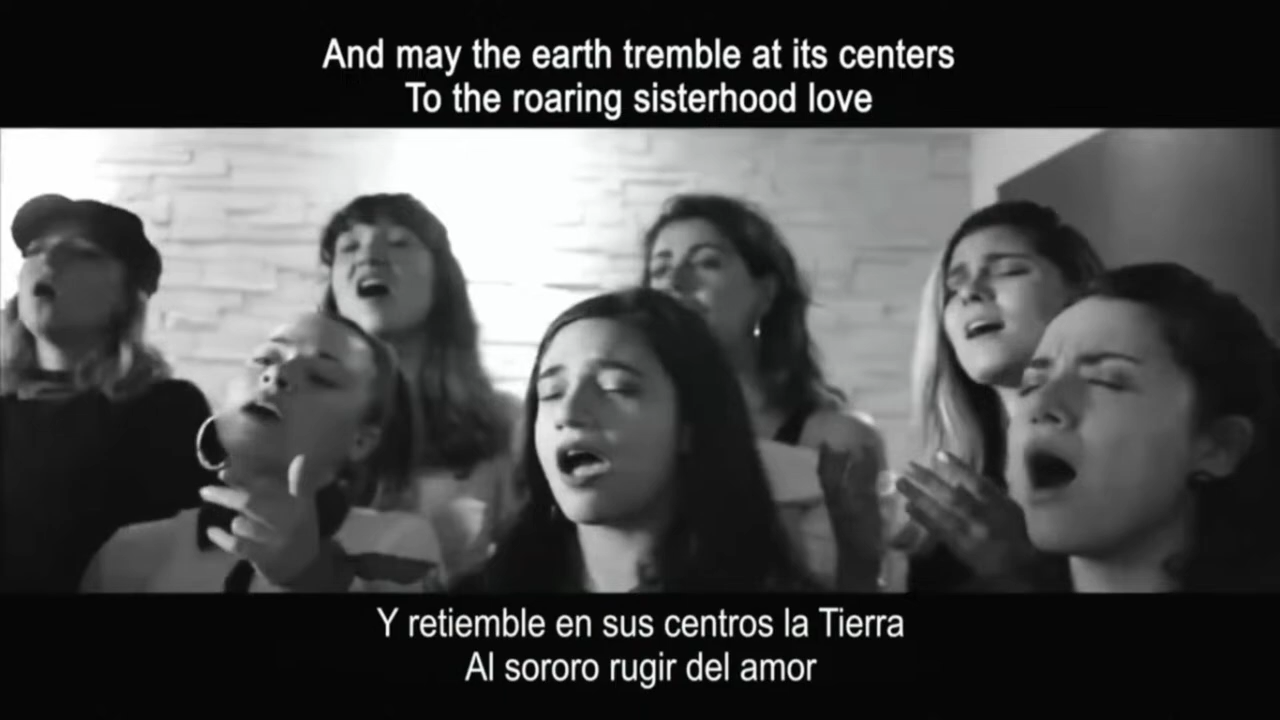 And may the earth tremble at its centers
To the roaring sisterhood love
Y retiemble en sus centros la Tierra
Al sororo rugir del amor